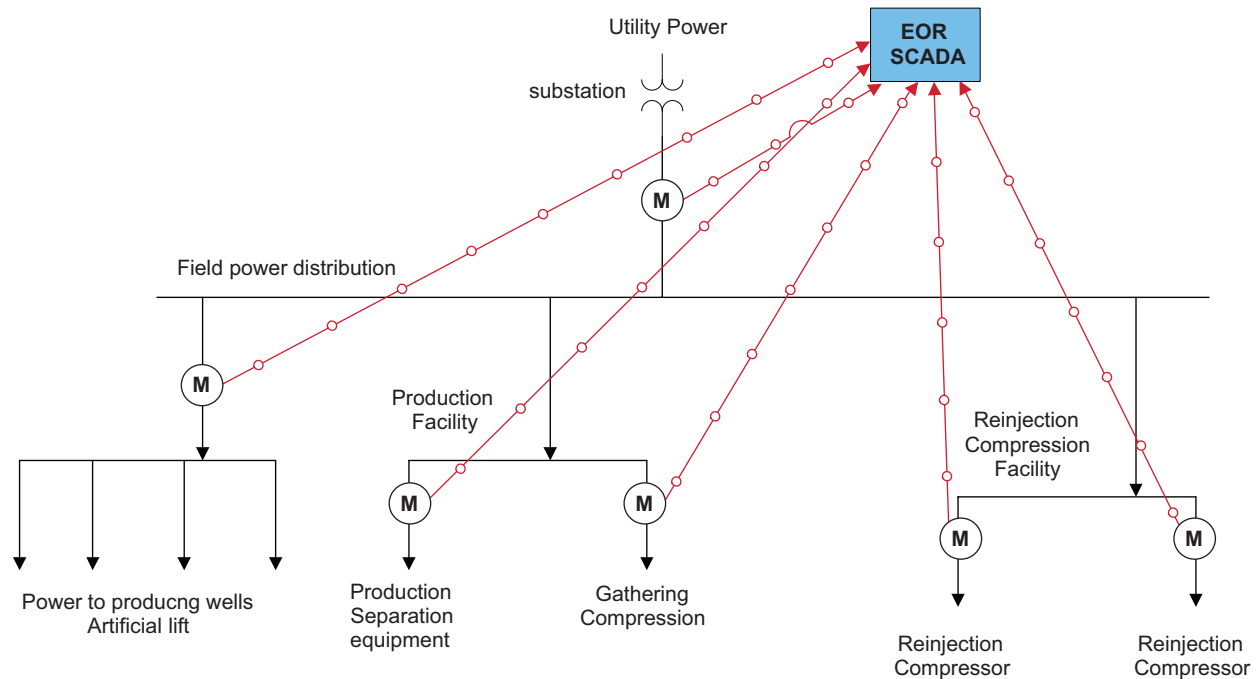 Utility Power
EOR
SCADA
substation
M
Field power distribution
M
Production
Facility
Reinjection
Compression
Facility
M
M
M
M
Power to producng wells
Artificial lift
Production
Separation
equipment
Gathering
Compression
Reinjection
Compressor
Reinjection
Compressor